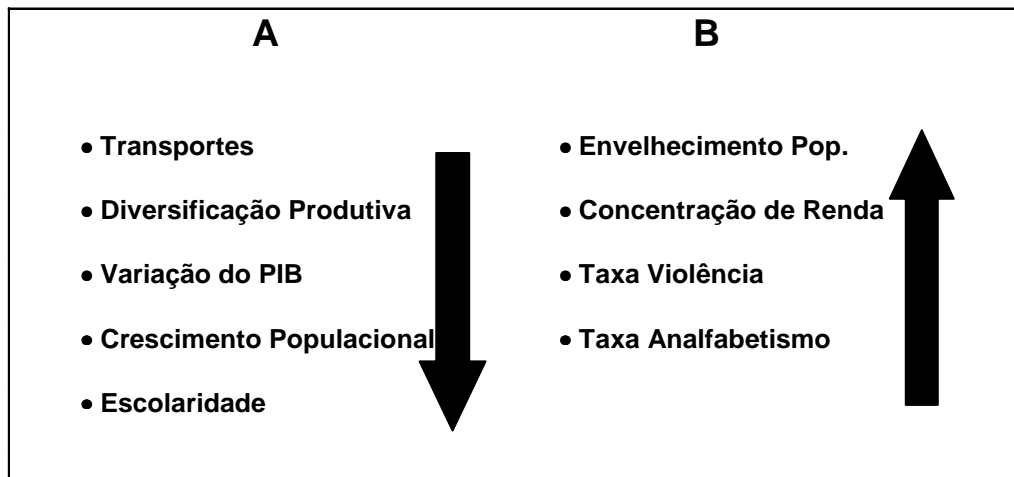 A
B
• Transportes
• Diversificação Produtiva
• Variação do PIB
• Crescimento Populacional
• Escolaridade
• Envelhecimento Pop.
• Concentração de Renda
• Taxa Violência
• Taxa Analfabetismo